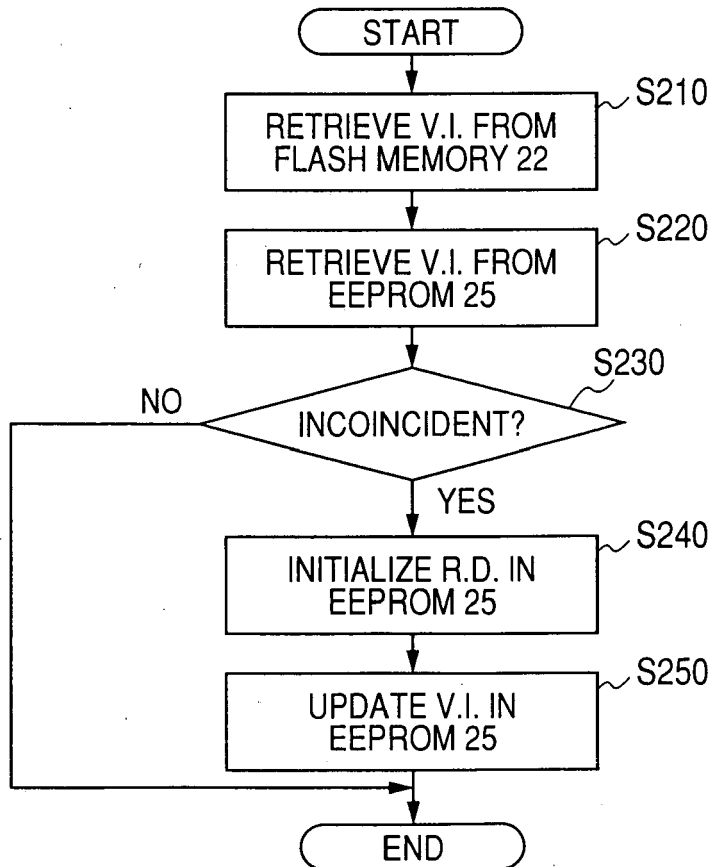 START
S210
RETRIEVE V.I. FROM
FLASH MEMORY 22
S220
RETRIEVE V.I. FROM
EEPROM 25
S230
NO
INCOINCIDENT?
YES
S240
INITIALIZE R.D. IN
EEPROM 25
S250
UPDATE V.I. IN
EEPROM 25
END